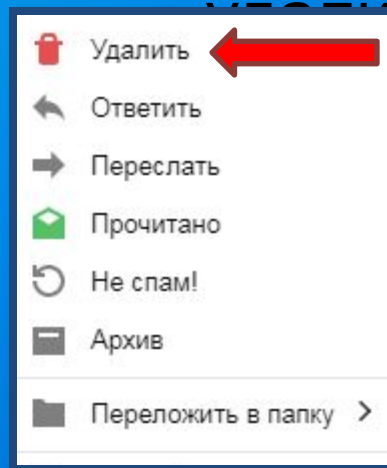 Удалить
Ответить
Переслать
Прочитано
Не спам!
Архив
Переложить в папку